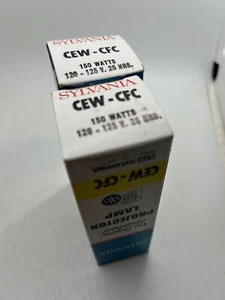 SYLVANIA
CEW - CFC
150 WATTS
120 - 125 V. 25 HRS.
SYLVANIA
CEW - CFC
150 WATTS
120 - 125 V. 25 HRS.
CEW-CFC
PROJECTOR
LAMP
SYLVANIA